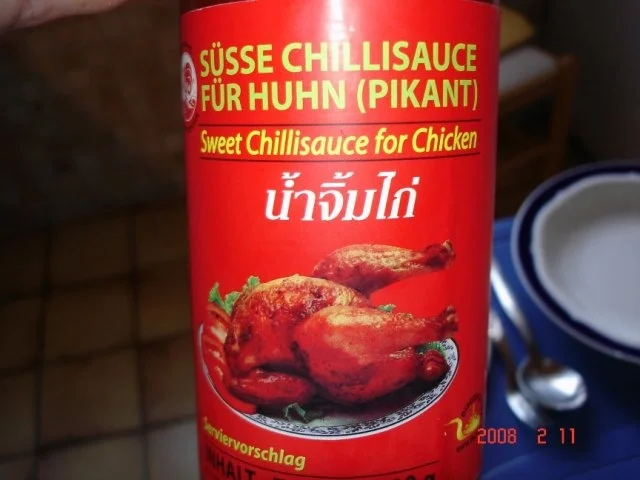 SÜSSE CHILLISAUCE
FÜR HUHN (PIKANT)
Sweet Chillisauce for Chicken
น้ำจิ้มไก่
Serviervorschlag
INHALT
2008 2 11